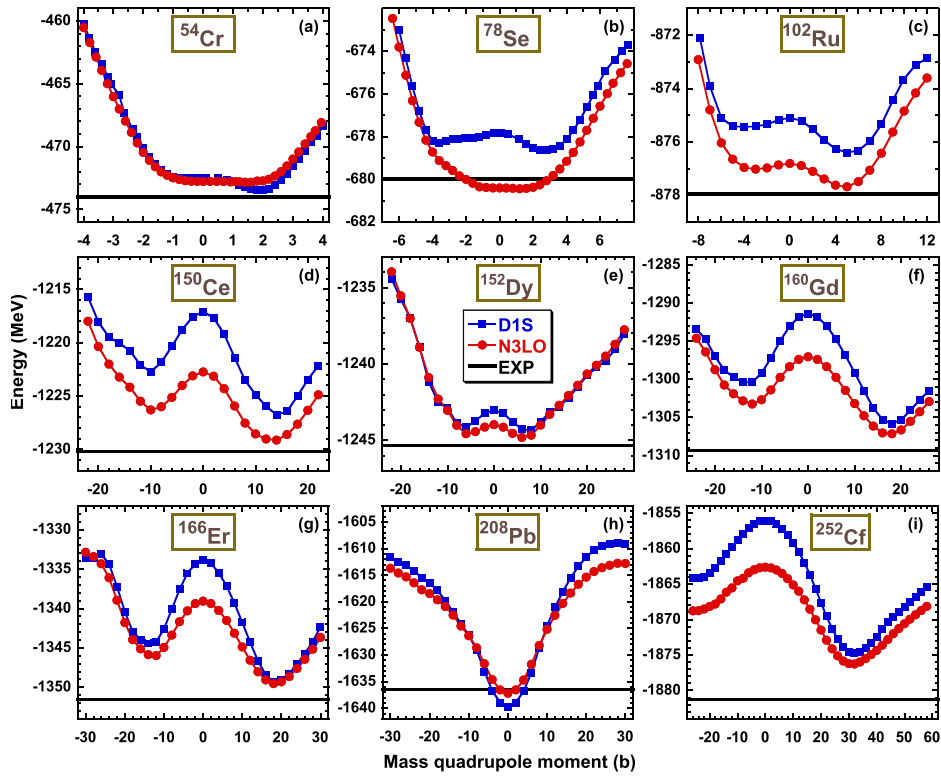 (a) ⁵⁴Cr
-460
-465
-470
-475
-4 -2 0 2 4
(b) ⁷⁸Se
-674
-676
-678
-680
-682
-6 -4 -2 0 2 4 6
(c) ¹⁰²Ru
-872
-874
-876
-878
-8 -4 0 4 8 12
Energy (MeV)
(d) ¹⁵⁰Ce
-1215
-1220
-1225
-1230
-20 -10 0 10 20
(e) ¹⁵²Dy
-1235
-1240
-1245
D1S
N3LO
EXP
-20 -10 0 10 20
(f) ¹⁶⁰Gd
-1285
-1290
-1295
-1300
-1305
-1310
-20 -10 0 10 20
(g) ¹⁶⁶Er
-1330
-1335
-1340
-1345
-1350
-30 -20 -10 0 10 20 30
(h) ²⁰⁸Pb
-1605
-1610
-1615
-1620
-1625
-1630
-1635
-1640
-30 -20 -10 0 10 20 30
(i) ²⁵²Cf
-1855
-1860
-1865
-1870
-1875
-1880
-20 -10 0 10 20 30 40 50 60
Mass quadrupole moment (b)